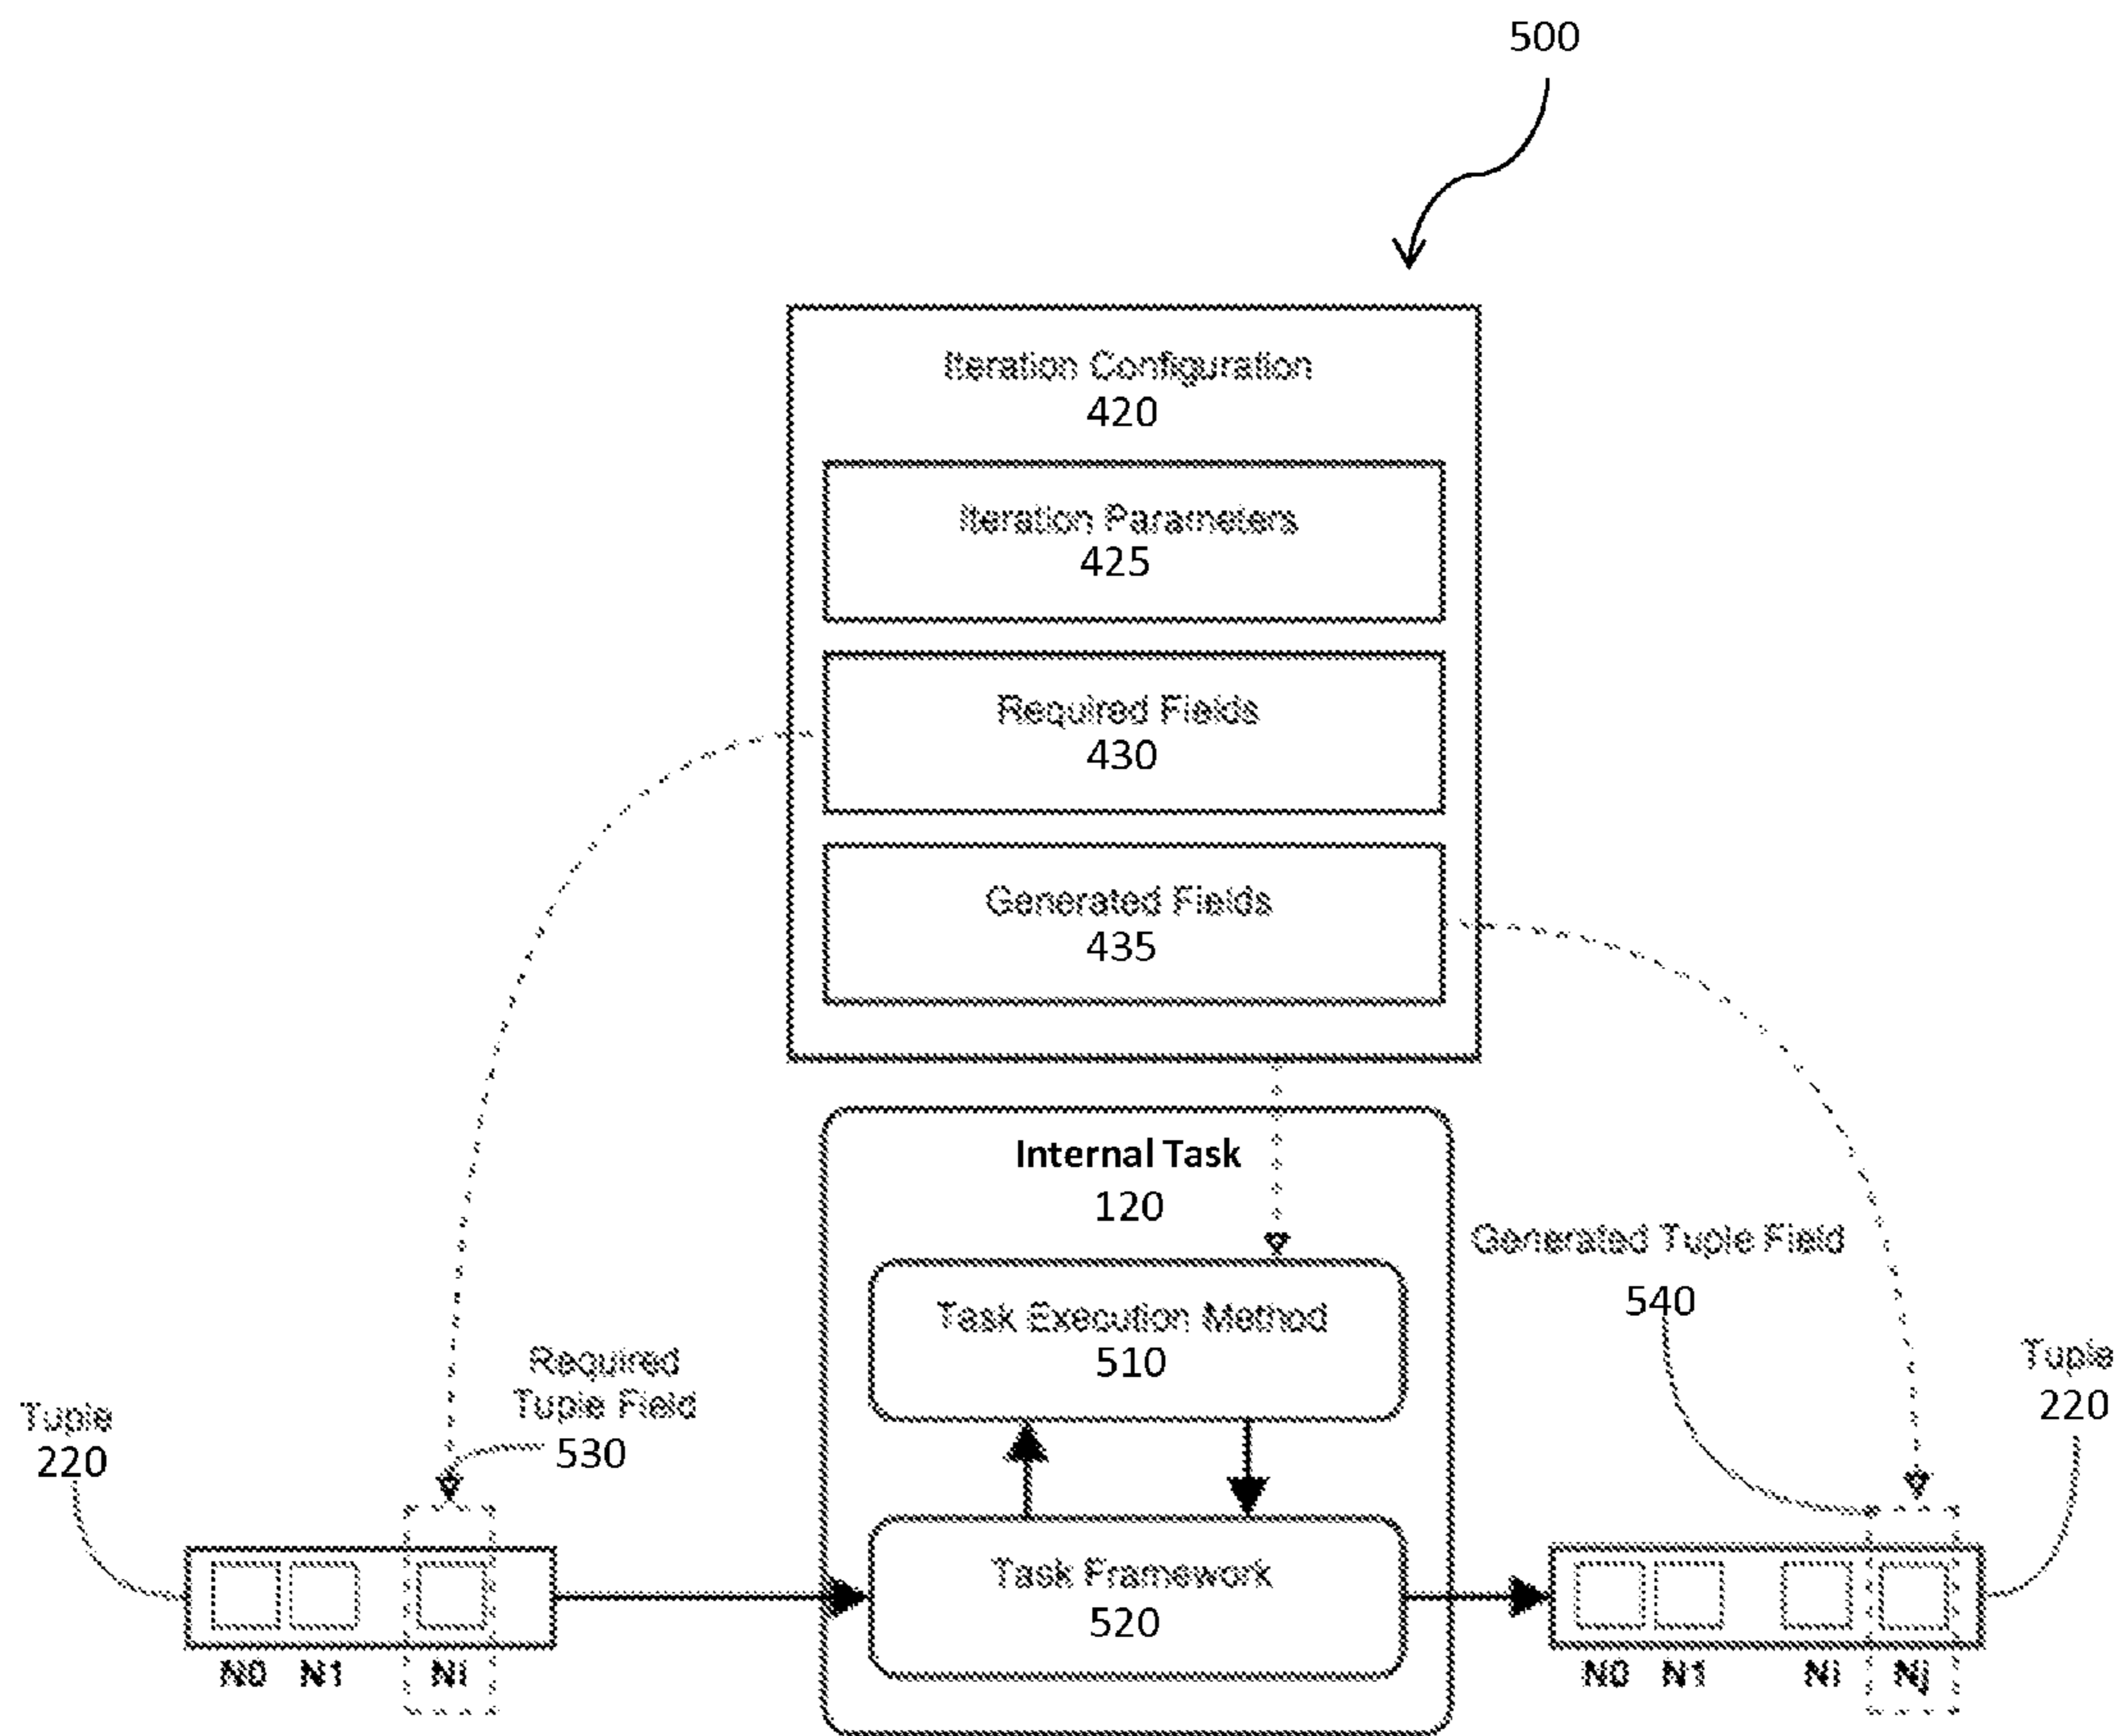 500
Iteration Configuration
420
Iteration Parameters
425
Required Fields
430
Generated Fields
435
Internal Task
120
Task Execution Method
510
Task Framework
520
Required
Tuple Field
530
Tuple
220
N0 N1 Ni
Generated Tuple Field
540
Tuple
220
N0 N1 Ni Nj